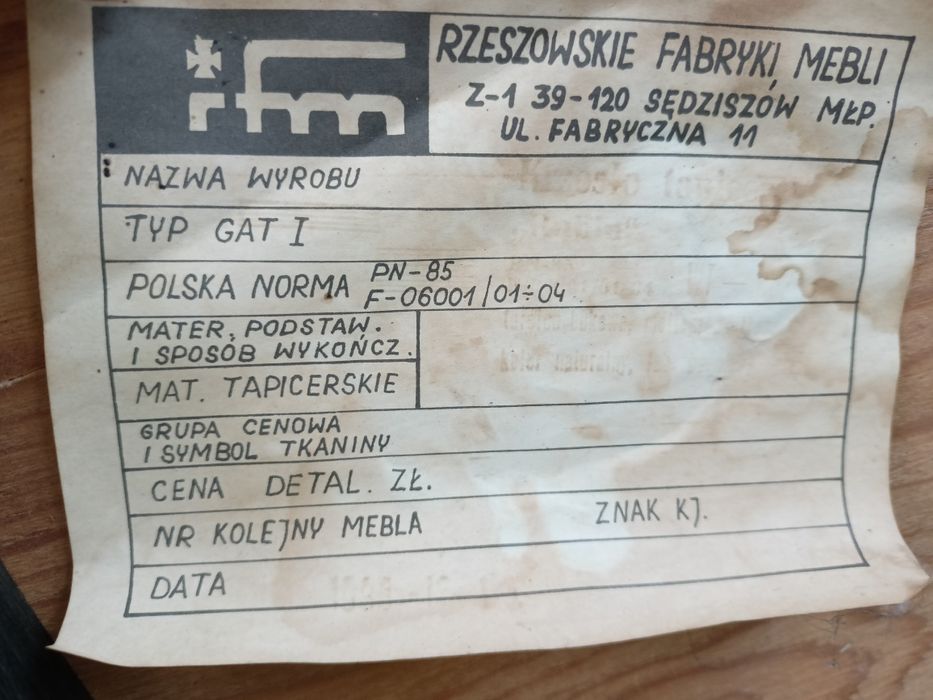 rfm
RZESZOWSKIE FABRYKI MEBLI
Z-1 39-120 SĘDZISZÓW MŁP.
UL. FABRYCZNA 11
NAZWA WYROBU
TYP GAT I
POLSKA NORMA PN-85
F-06001/01÷04
MATER. PODSTAW.
I SPOSÓB WYKOŃCZ.
MAT. TAPICERSKIE
GRUPA CENOWA
I SYMBOL TKANINY
CENA DETAL. ZŁ.
NR KOLEJNY MEBLA ZNAK KJ.
DATA